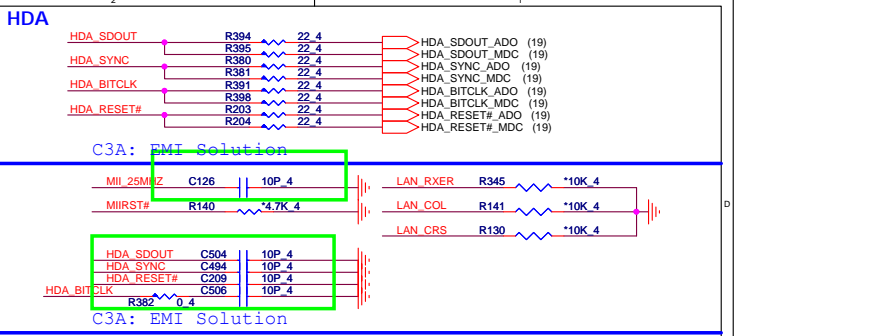 2
HDA
HDA_SDOUT R394 22_4 HDA_SDOUT_ADO (19)
R395 22_4 HDA_SDOUT_MDC (19)
HDA_SYNC R380 22_4 HDA_SYNC_ADO (19)
R381 22_4 HDA_SYNC_MDC (19)
HDA_BITCLK R391 22_4 HDA_BITCLK_ADO (19)
R398 22_4 HDA_BITCLK_MDC (19)
HDA_RESET# R203 22_4 HDA_RESET#_ADO (19)
R204 22_4 HDA_RESET#_MDC (19)
C3A: EMI Solution
MII_25MHZ C126 10P_4 LAN_RXER R345 *10K_4
MIIRST# R140 *4.7K_4 LAN_COL R141 *10K_4
D
LAN_CRS R130 *10K_4
HDA_SDOUT C504 10P_4
HDA_SYNC C494 10P_4
HDA_RESET# C209 10P_4
HDA_BITCLK C506 10P_4
R382 0_4
C3A: EMI Solution